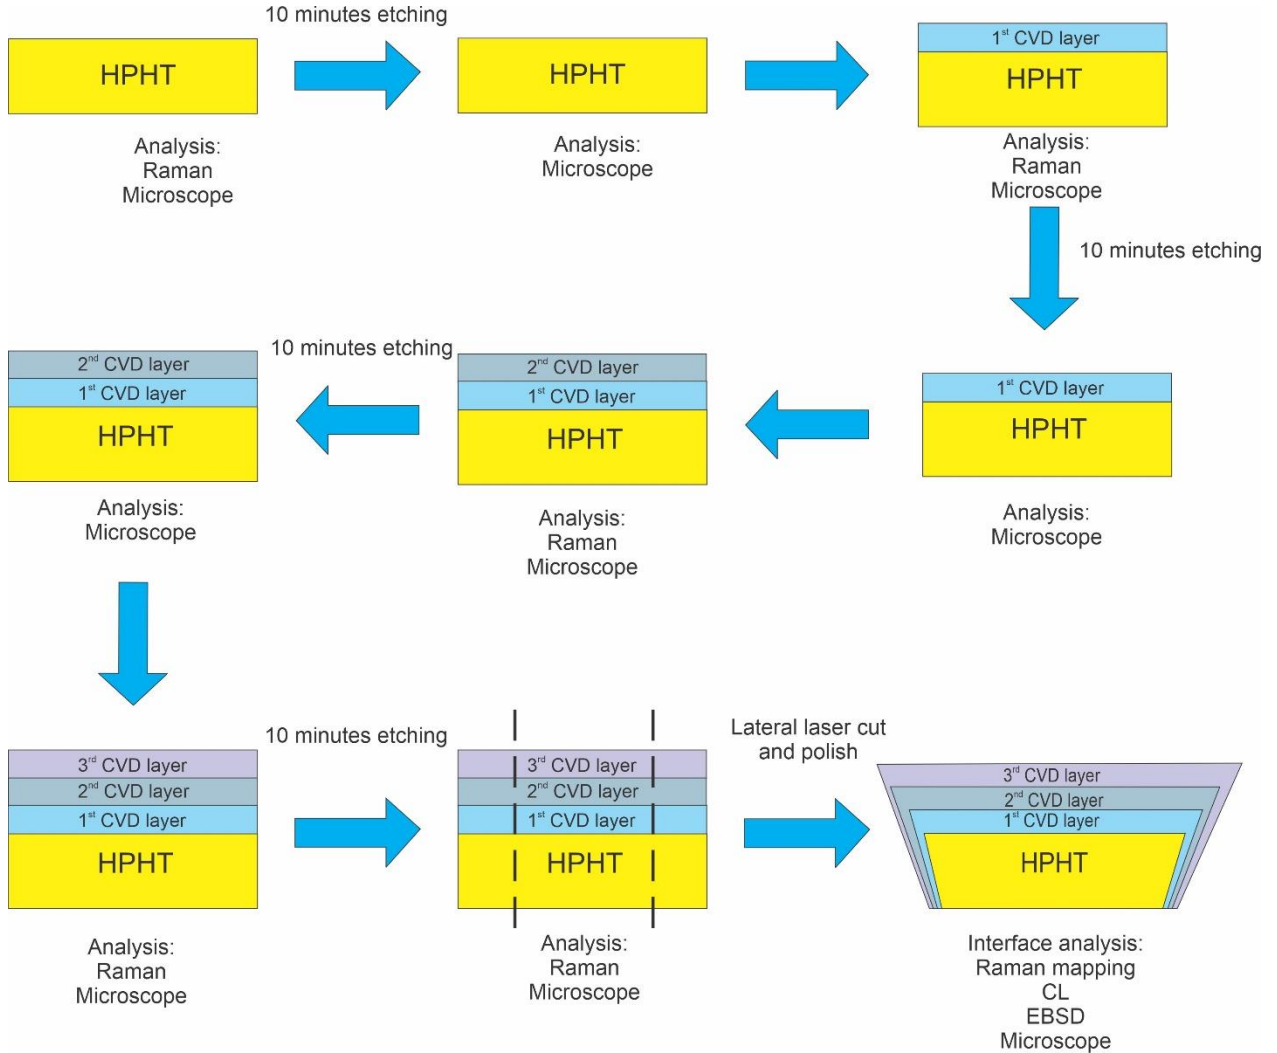 10 minutes etching
HPHT
Analysis:
Raman
Microscope
HPHT
Analysis:
Microscope
1st CVD layer
HPHT
Analysis:
Raman
Microscope
10 minutes etching
1st CVD layer
HPHT
Analysis:
Microscope
2nd CVD layer
1st CVD layer
HPHT
Analysis:
Raman
Microscope
10 minutes etching
2nd CVD layer
1st CVD layer
HPHT
Analysis:
Microscope
3rd CVD layer
2nd CVD layer
1st CVD layer
HPHT
Analysis:
Raman
Microscope
10 minutes etching
3rd CVD layer
2nd CVD layer
1st CVD layer
HPHT
Analysis:
Raman
Microscope
Lateral laser cut
and polish
3rd CVD layer
2nd CVD layer
1st CVD layer
HPHT
Interface analysis:
Raman mapping
CL
EBSD
Microscope